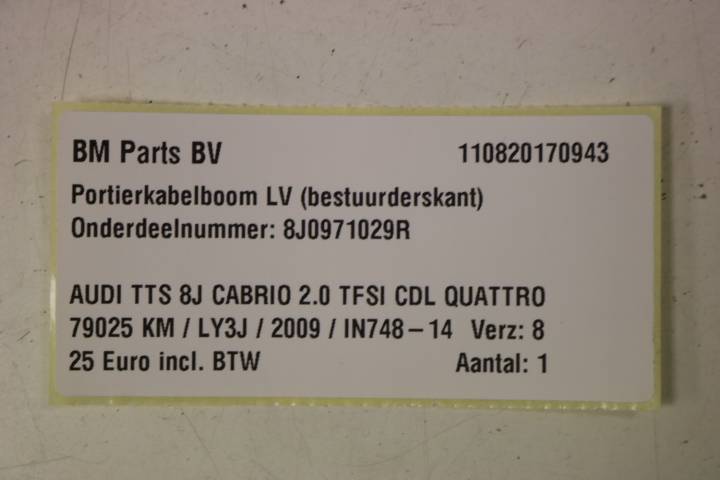 BM Parts BV 110820170943
Portierkabelboom LV (bestuurderskant)
Onderdeelnummer: 8J0971029R
AUDI TTS 8J CABRIO 2.0 TFSI CDL QUATTRO
79025 KM / LY3J / 2009 / IN748-14 Verz: 8
25 Euro incl. BTW Aantal: 1